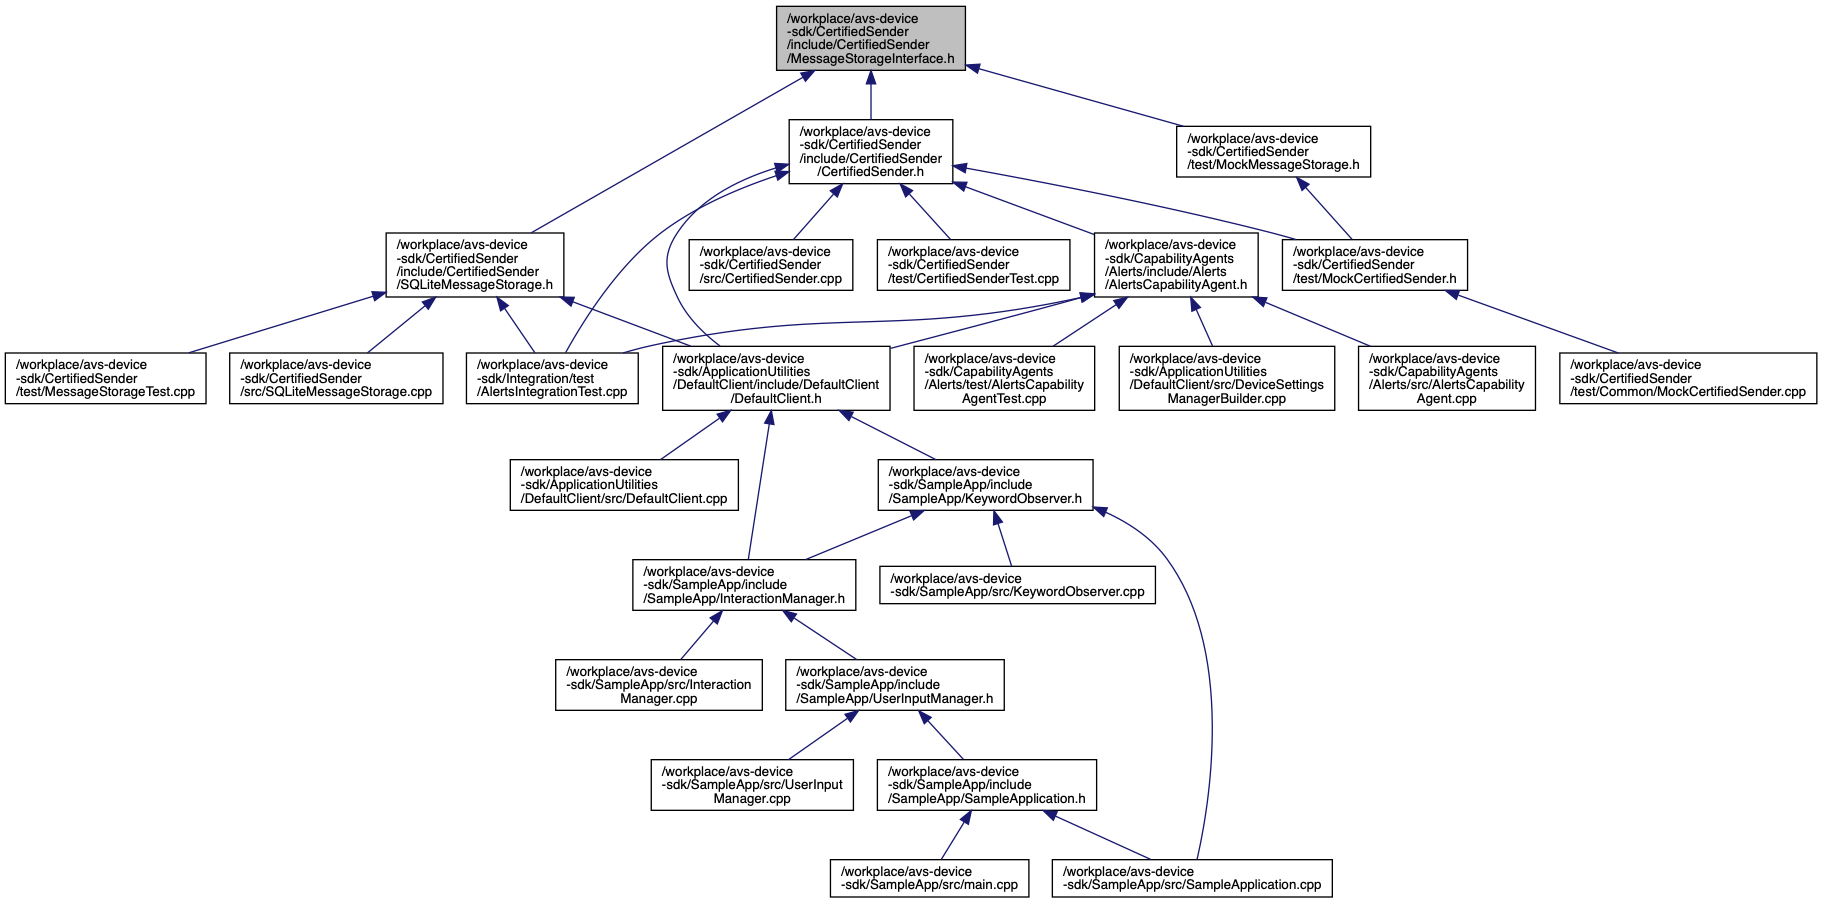 /workplace/avs-device
-sdk/CertifiedSender
/include/CertifiedSender
/MessageStorageInterface.h
/workplace/avs-device
-sdk/CertifiedSender
/include/CertifiedSender
/CertifiedSender.h
/workplace/avs-device
-sdk/CertifiedSender
/test/MockMessageStorage.h
/workplace/avs-device
-sdk/CertifiedSender
/include/CertifiedSender
/SQLiteMessageStorage.h
/workplace/avs-device
-sdk/CertifiedSender
/src/CertifiedSender.cpp
/workplace/avs-device
-sdk/CertifiedSender
/test/CertifiedSenderTest.cpp
/workplace/avs-device
-sdk/CapabilityAgents
/Alerts/include/Alerts
/AlertsCapabilityAgent.h
/workplace/avs-device
-sdk/CertifiedSender
/test/MockCertifiedSender.h
/workplace/avs-device
-sdk/CertifiedSender
/test/MessageStorageTest.cpp
/workplace/avs-device
-sdk/CertifiedSender
/src/SQLiteMessageStorage.cpp
/workplace/avs-device
-sdk/Integration/test
/AlertsIntegrationTest.cpp
/workplace/avs-device
-sdk/ApplicationUtilities
/DefaultClient/include/DefaultClient
/DefaultClient.h
/workplace/avs-device
-sdk/CapabilityAgents
/Alerts/test/AlertsCapability
AgentTest.cpp
/workplace/avs-device
-sdk/ApplicationUtilities
/DefaultClient/src/DeviceSettings
ManagerBuilder.cpp
/workplace/avs-device
-sdk/CapabilityAgents
/Alerts/src/AlertsCapability
Agent.cpp
/workplace/avs-device
-sdk/CertifiedSender
/test/Common/MockCertifiedSender.cpp
/workplace/avs-device
-sdk/ApplicationUtilities
/DefaultClient/src/DefaultClient.cpp
/workplace/avs-device
-sdk/SampleApp/include
/SampleApp/KeywordObserver.h
/workplace/avs-device
-sdk/SampleApp/include
/SampleApp/InteractionManager.h
/workplace/avs-device
-sdk/SampleApp/src/KeywordObserver.cpp
/workplace/avs-device
-sdk/SampleApp/src/Interaction
Manager.cpp
/workplace/avs-device
-sdk/SampleApp/include
/SampleApp/UserInputManager.h
/workplace/avs-device
-sdk/SampleApp/src/UserInput
Manager.cpp
/workplace/avs-device
-sdk/SampleApp/include
/SampleApp/SampleApplication.h
/workplace/avs-device
-sdk/SampleApp/src/main.cpp
/workplace/avs-device
-sdk/SampleApp/src/SampleApplication.cpp